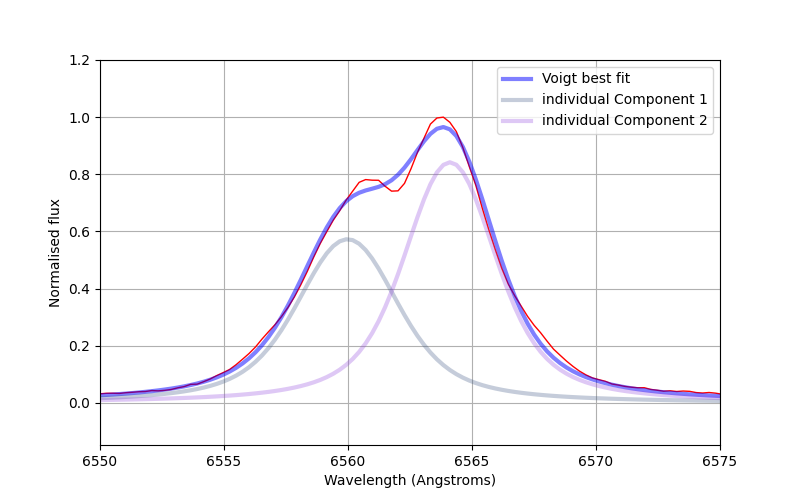 1.2
1.0
0.8
0.6
0.4
0.2
0.0
Normalised flux
Voigt best fit
individual Component 1
individual Component 2
6550 6555 6560 6565 6570 6575
Wavelength (Angstroms)